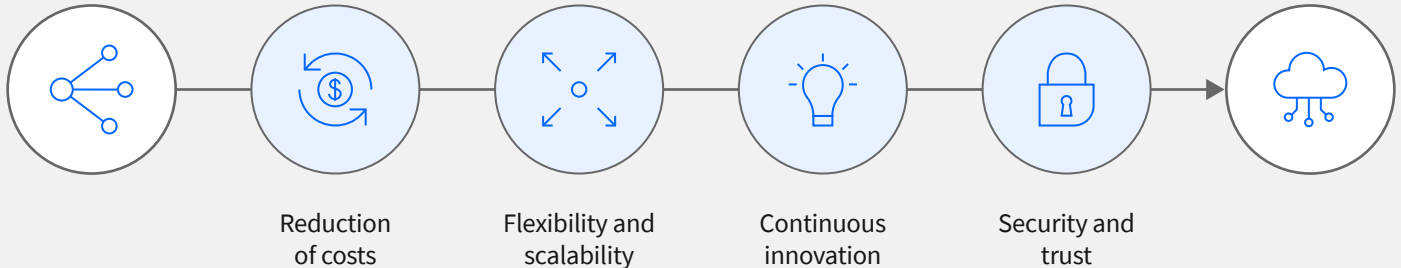 Reduction
of costs
Flexibility and
scalability
Continuous
innovation
Security and
trust